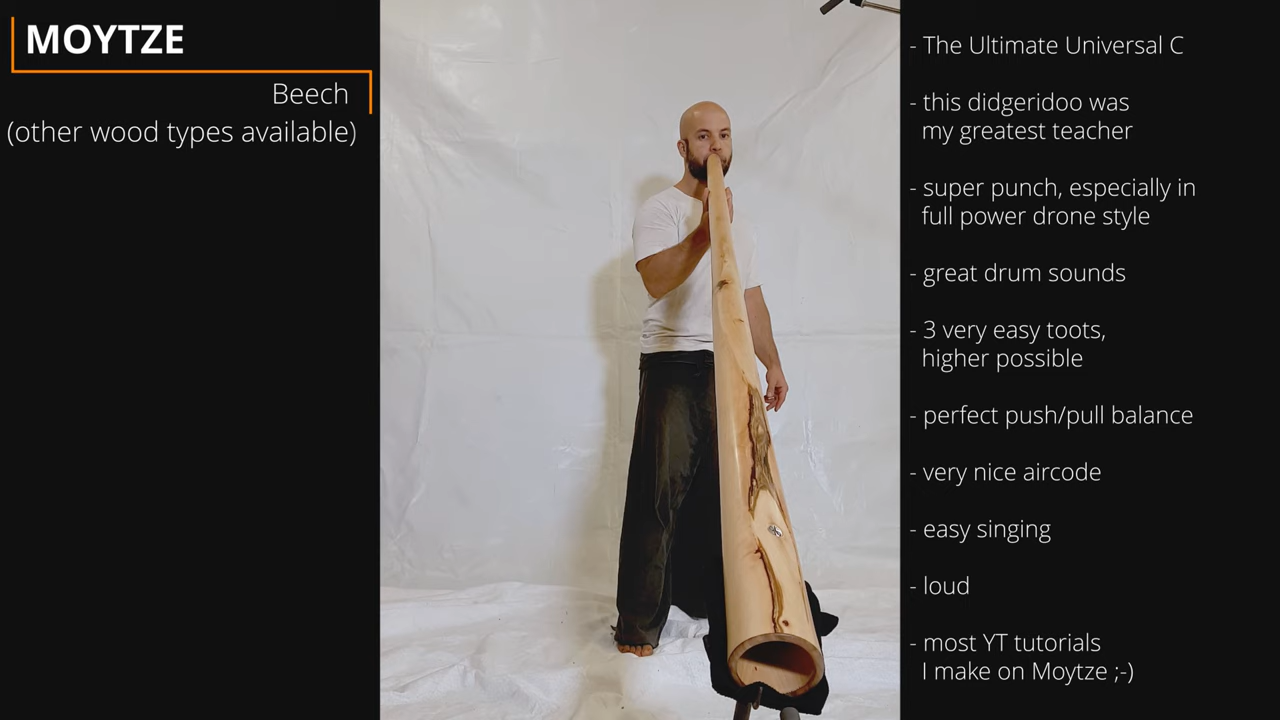 MOYTZE
Beech
(other wood types available)
- The Ultimate Universal C
- this didgeridoo was
my greatest teacher
- super punch, especially in
full power drone style
- great drum sounds
- 3 very easy toots,
higher possible
- perfect push/pull balance
- very nice aircode
- easy singing
- loud
- most YT tutorials
I make on Moytze ;-)